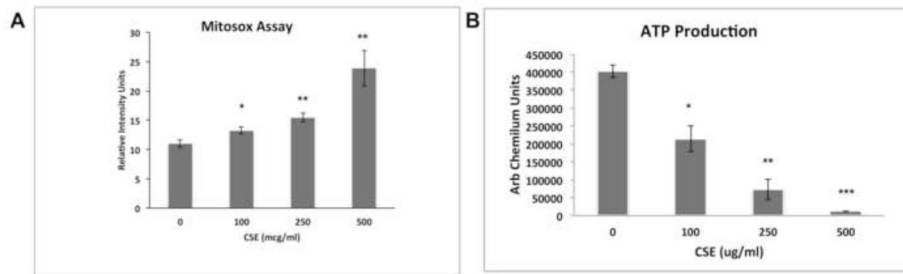 A
Mitosox Assay
Relative Intensity Units
30
25
20
15
10
5
0
*
**
**
0 100 250 500
CSE (mcg/ml)
B
ATP Production
Arb Chemilum Units
450000
400000
350000
300000
250000
200000
150000
100000
50000
0
*
**
***
0 100 250 500
CSE (ug/ml)